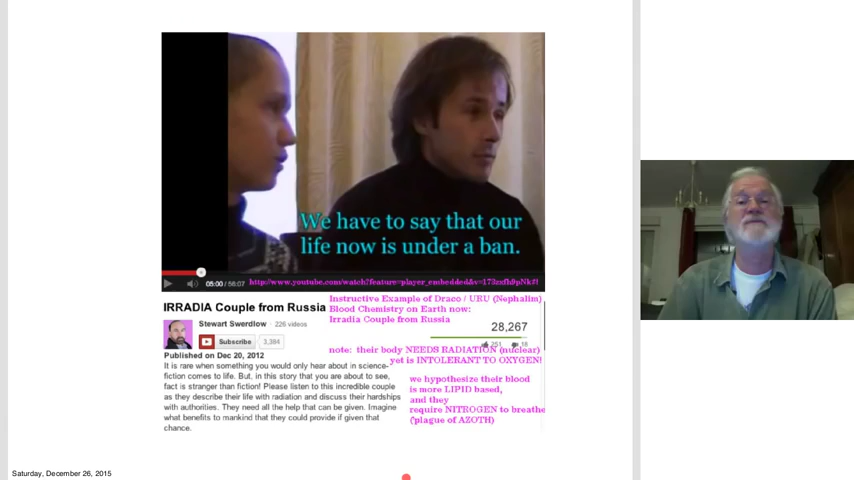 We have to say that our
life now is under a ban.
05:00 / 56:07
IRRADIA Couple from Russia
Stewart Swerdlow · 226 videos
Subscribe 3,394
Published on Dec 20, 2012
It is rare when something you would only hear about in science-
fiction comes to life. But, in this story that you are about to see,
fact is stranger than fiction! Please listen to this incredible couple
as they describe their life with radiation and discuss their hardships
with authorities. They need all the help that can be given. Imagine
what benefits to mankind that they could provide if given that
chance.
Instructive Example of Draco / URU (Nephalim)
Blood Chemistry on Earth now:
Irradia Couple from Russia
28,267
251 18
note: their body NEEDS RADIATION (nuclear)
yet is INTOLERANT TO OXYGEN!
we hypothesize their blood
is more LIPID based,
and they
require NITROGEN to breathe
('plague of AZOTH)
Saturday, December 26, 2015